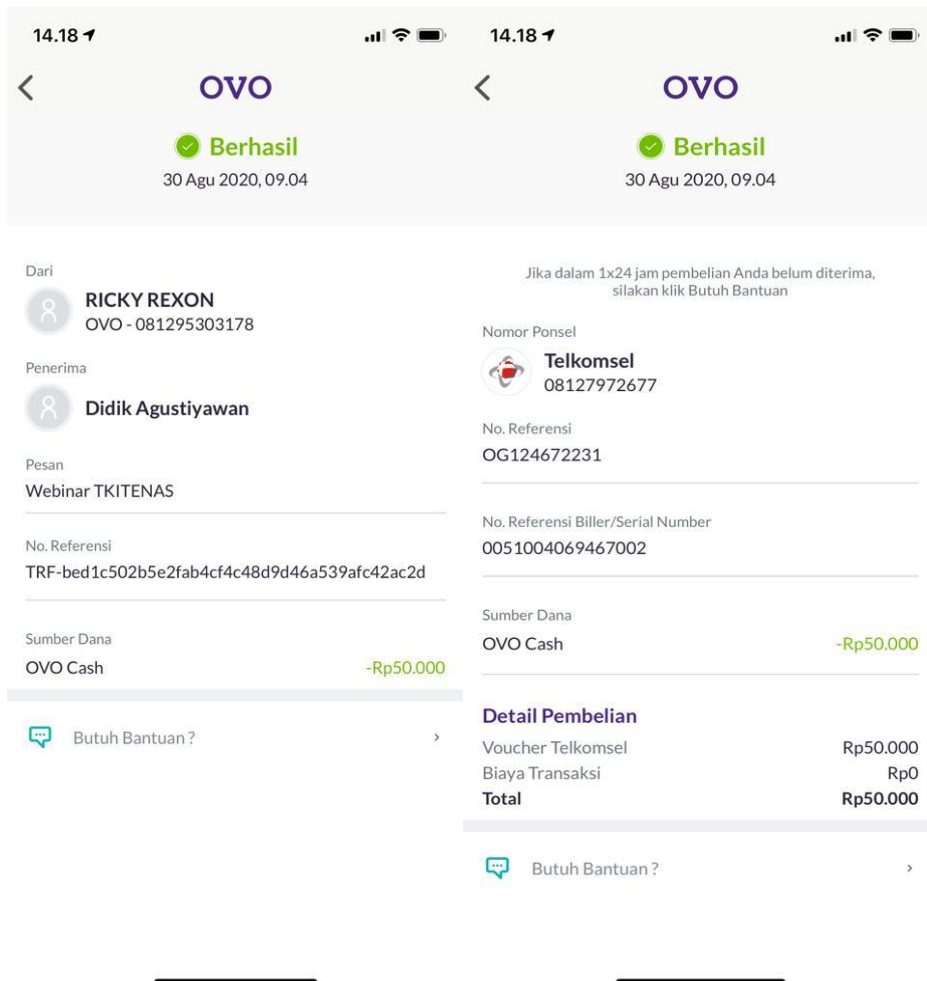 14.18
OVO
Berhasil
30 Agu 2020, 09.04
Dari
RICKY REXON
OVO - 081295303178
Penerima
Didik Agustiyawan
Pesan
Webinar TKITENAS
No. Referensi
TRF-bed1c502b5e2fab4cf4c48d9d46a539afc42ac2d
Sumber Dana
OVO Cash -Rp50.000
Butuh Bantuan ?
14.18
OVO
Berhasil
30 Agu 2020, 09.04
Jika dalam 1x24 jam pembelian Anda belum diterima,
silakan klik Butuh Bantuan
Nomor Ponsel
Telkomsel
08127972677
No. Referensi
OG124672231
No. Referensi Biller/Serial Number
0051004069467002
Sumber Dana
OVO Cash -Rp50.000
Detail Pembelian
Voucher Telkomsel Rp50.000
Biaya Transaksi Rp0
Total Rp50.000
Butuh Bantuan ?